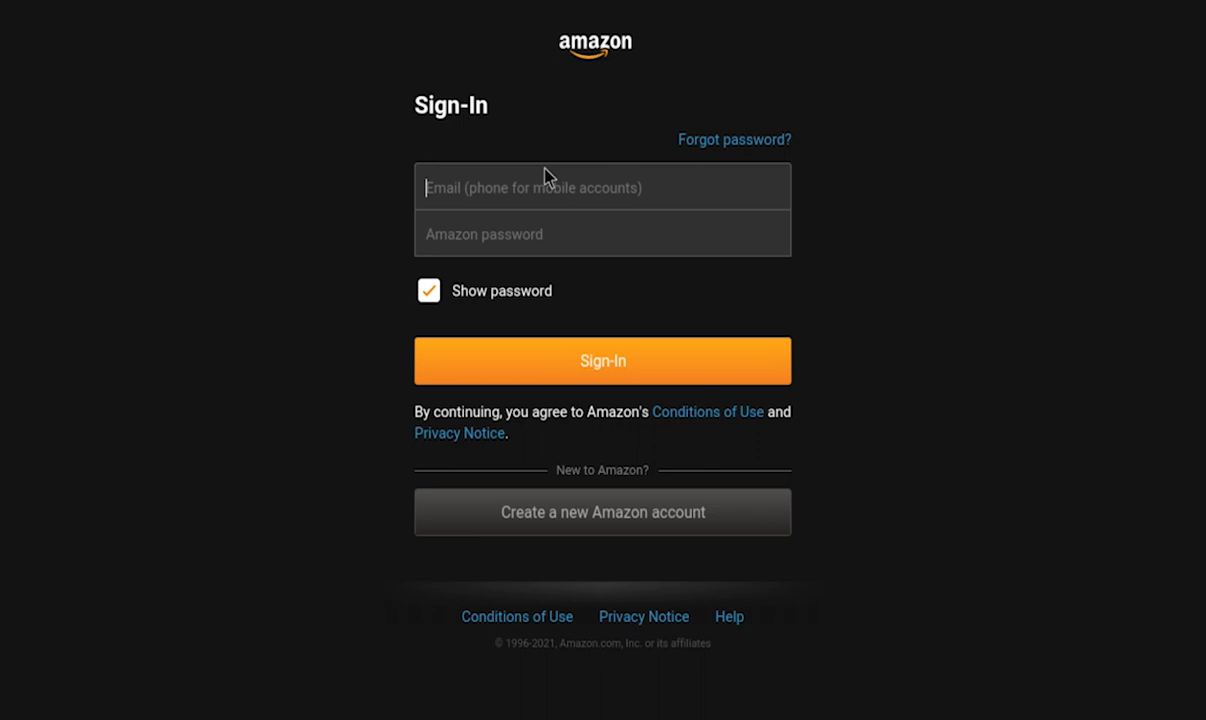 amazon
Sign-In
Forgot password?
Email (phone for mobile accounts)
Amazon password
Show password
Sign-In
By continuing, you agree to Amazon's Conditions of Use and
Privacy Notice.
New to Amazon?
Create a new Amazon account
Conditions of Use Privacy Notice Help
© 1996-2021, Amazon.com, Inc. or its affiliates